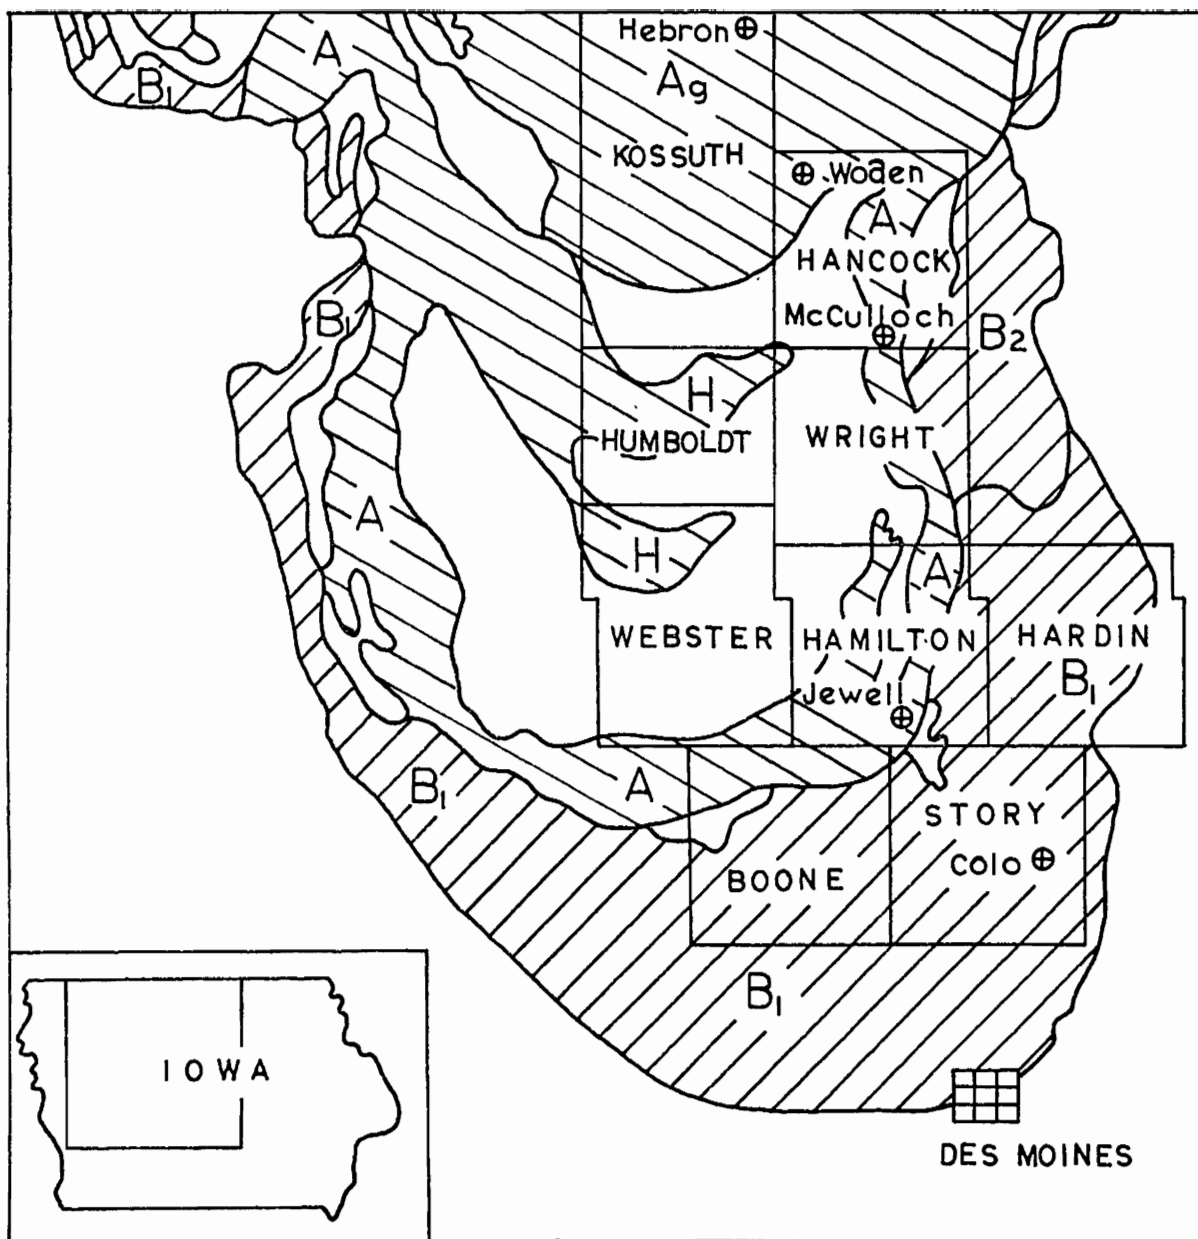 Hebron
A
B₁
Ag
KOSSUTH
Woden
A
HANCOCK
B₁
McCulloch
B₂
H
HUMBOLDT
WRIGHT
A
H
A
WEBSTER
HAMILTON
HARDIN
Jewell
B₁
B₁
A
STORY
Colo
BOONE
B₁
IOWA
DES MOINES